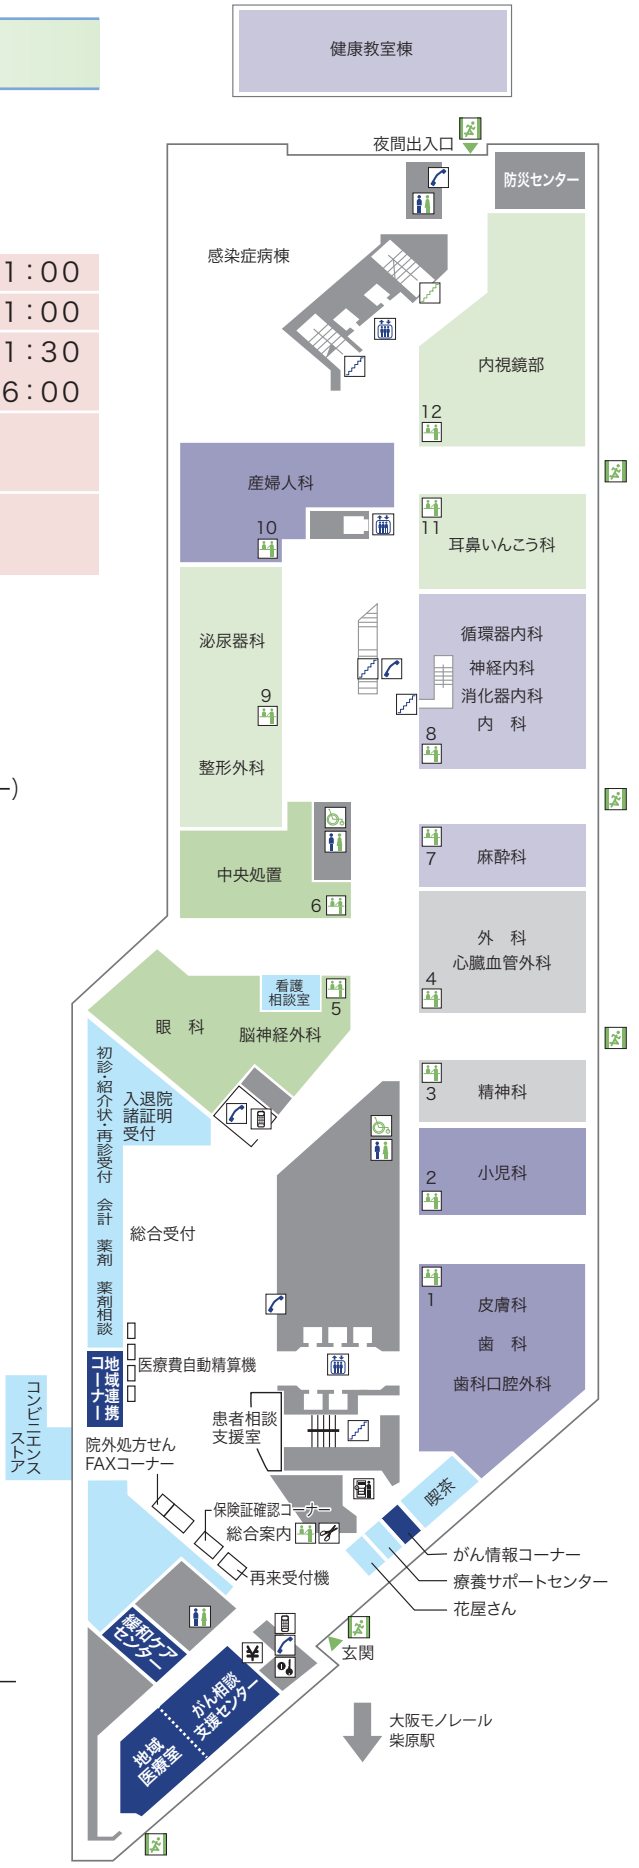 健康教室棟
夜間出入口
防災センター
感染症病棟
1：00
1：00
1：30
6：00
内視鏡部
12
産婦人科
10
11
耳鼻いんこう科
泌尿器科
9
整形外科
循環器内科
神経内科
消化器内科
内　科
8
ー)
中央処置
6
7
麻酔科
外　科
心臓血管外科
4
看護
相談室
5
眼　科
脳神経外科
3
精神科
初診・紹介状・再診受付　会計　薬剤　薬剤相談
入退院
諸証明
受付
2
小児科
総合受付
1
皮膚科
歯　科
歯科口腔外科
地域連携
コーナー
医療費自動精算機
コンビニエンス
ストア
患者相談
支援室
院外処方せん
FAXコーナー
保険証確認コーナー
総合案内
再来受付機
喫茶
がん情報コーナー
療養サポートセンター
花屋さん
緩和ケア
センター
¥
玄関
がん相談
支援センター
地域
医療室
大阪モノレール
柴原駅